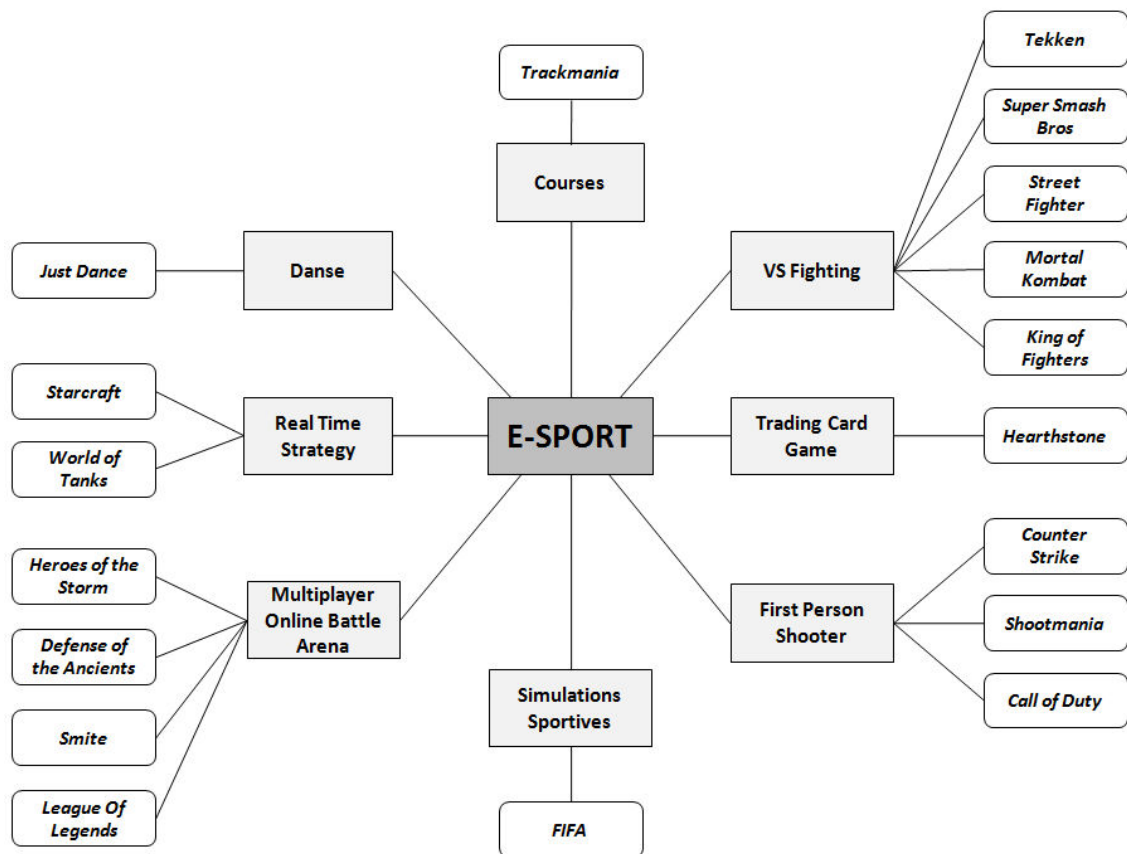 Tekken
Trackmania
Super Smash
Bros
Courses
Street
Fighter
Just Dance
Danse
VS Fighting
Mortal
Kombat
King of
Fighters
Starcraft
Real Time
Strategy
E-SPORT
Trading Card
Game
Hearthstone
World of
Tanks
Heroes of the
Storm
Multiplayer
Online Battle
Arena
First Person
Shooter
Counter
Strike
Defense of
the Ancients
Shootmania
Simulations
Sportives
Call of Duty
Smite
League Of
Legends
FIFA